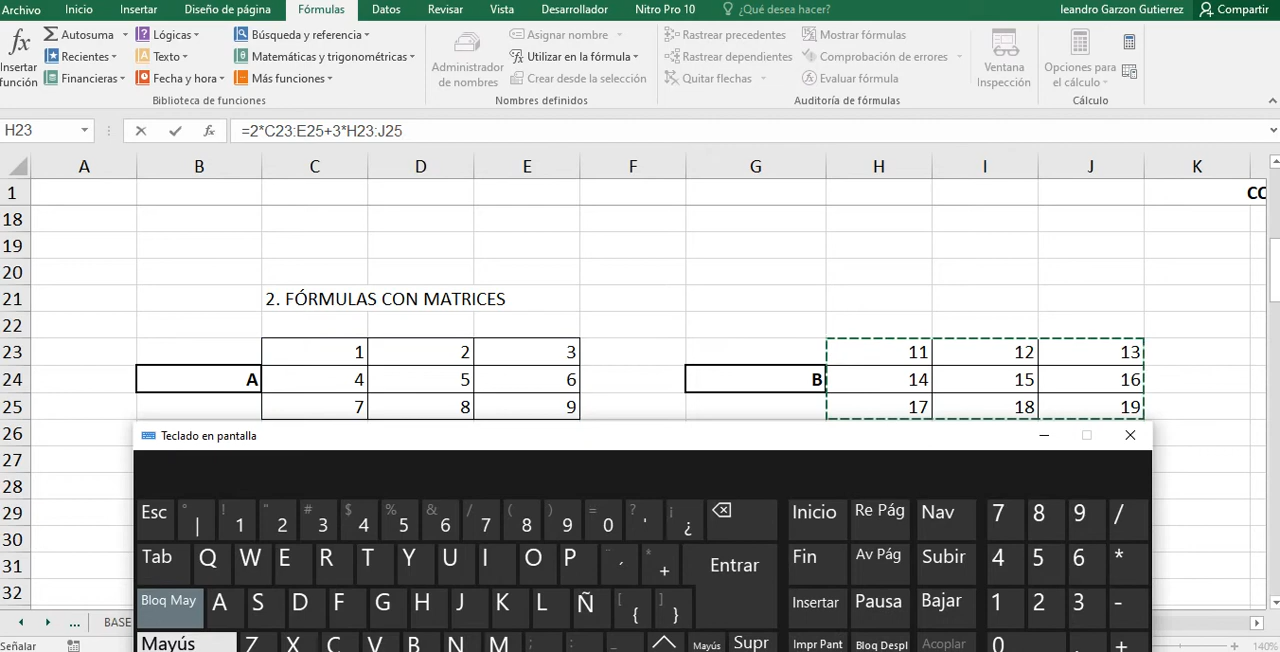 Archivo Inicio Insertar Diseño de página Fórmulas Datos Revisar Vista Desarrollador Nitro Pro 10 ¿Qué desea hacer? leandro Garzon Gutierrez Compartir
fx Σ Autosuma Lógicas Búsqueda y referencia Asignar nombre Rastrear precedentes Mostrar fórmulas
Insertar función Recientes Texto Matemáticas y trigonométricas Administrador de nombres Utilizar en la fórmula Rastrear dependientes Comprobación de errores Ventana Inspección Opciones para el cálculo
Financieras Fecha y hora Más funciones Crear desde la selección Quitar flechas Evaluar fórmula
Biblioteca de funciones Nombres definidos Auditoría de fórmulas Cálculo
H23 fx =2*C23:E25+3*H23:J25
A B C D E F G H I J K
1 CC
18
19
20
21 2. FÓRMULAS CON MATRICES
22
23 1 2 3 11 12 13
24 A 4 5 6 B 14 15 16
25 7 8 9 17 18 19
26 Teclado en pantalla
27
28
29 Esc ° | ! 1 " 2 # 3 $ 4 % 5 & 6 / 7 ( 8 ) 9 = 0 ? ' ¡ ¿ Inicio Re Pág Nav 7 8 9 /
30
31 Tab Q W E R T Y U I O P ´ * + Entrar Fin Av Pág Subir 4 5 6 *
32 Bloq May A S D F G H J K L Ñ [ { ] } Insertar Pausa Bajar 1 2 3 -
... BASE Mayús Z X C V B N M ; : _ Mayús Supr Impr Pant Bloq Despl Acoplar 0 . +
Señalar 140%